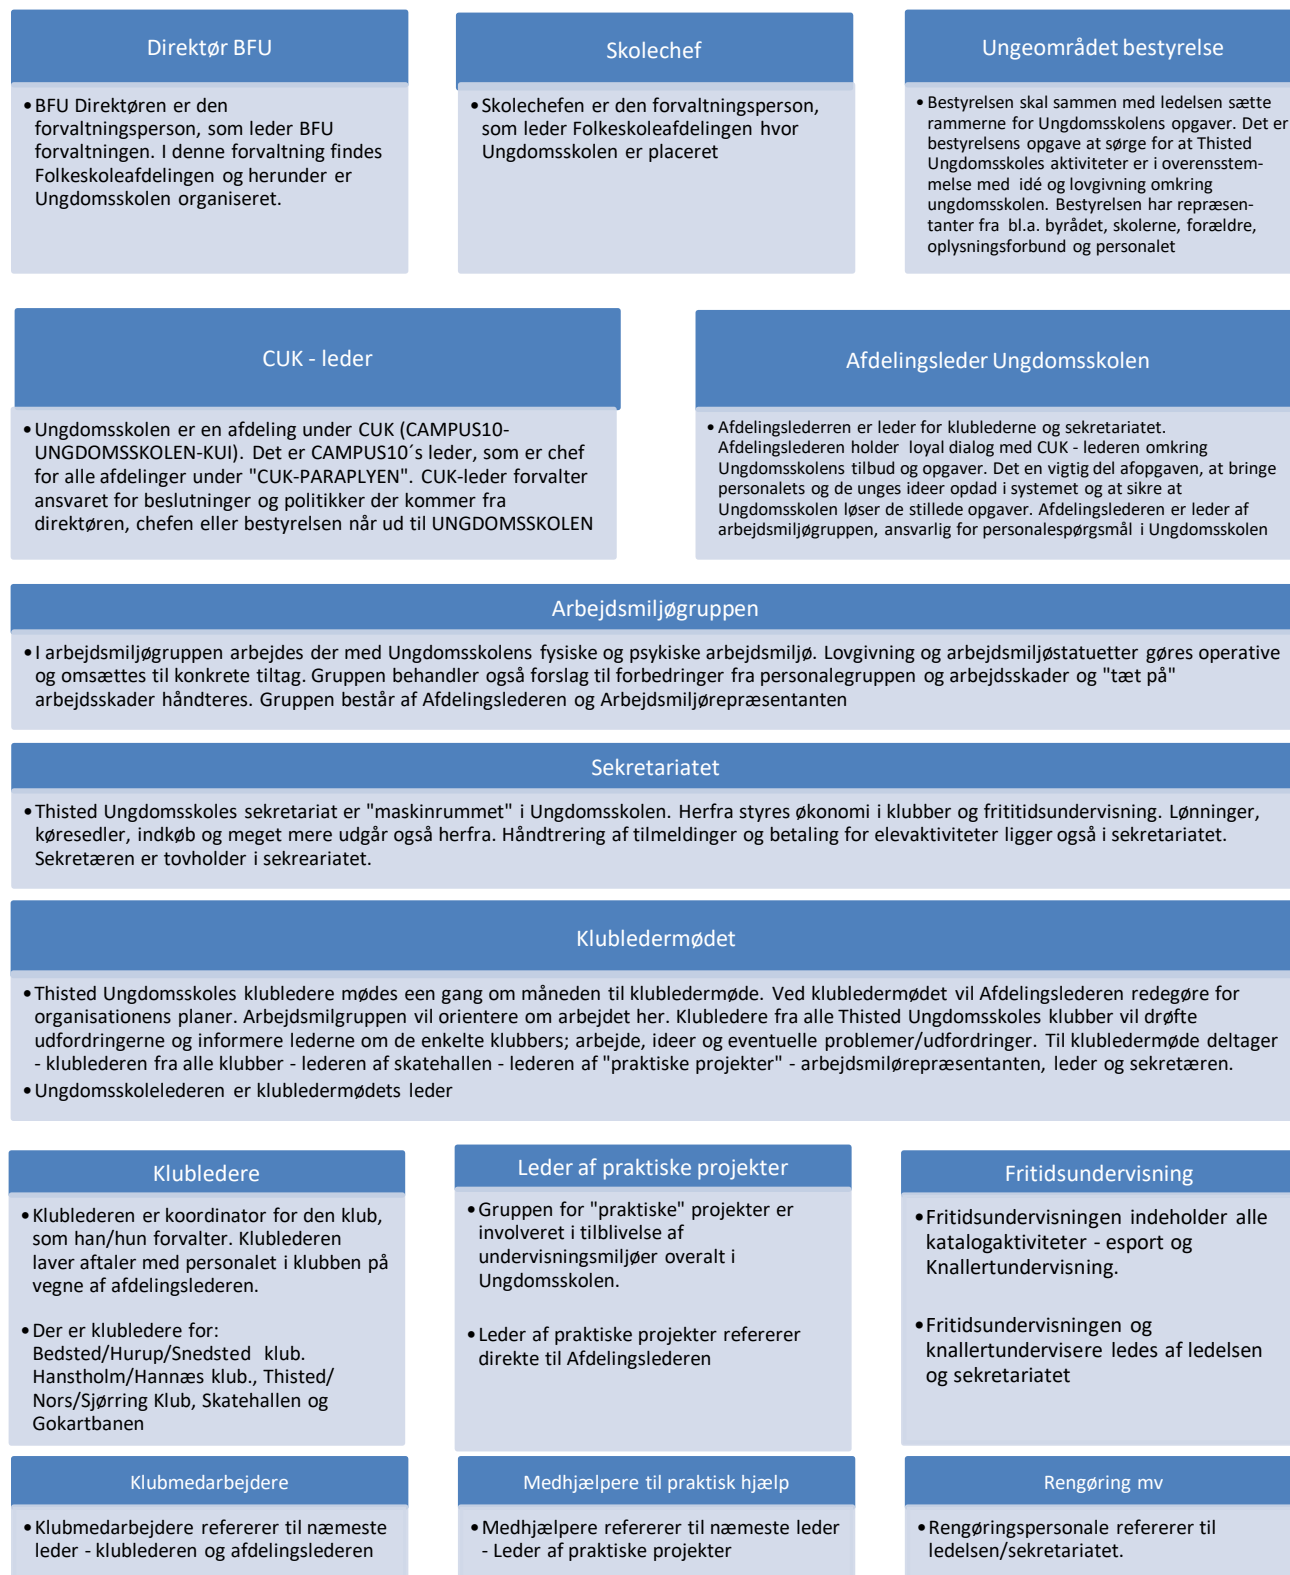 Direktør BFU
•BFU Direktøren er den
forvaltningsperson, som leder BFU
forvaltningen. I denne forvaltning findes
Folkeskoleafdelingen og herunder er
Ungdomsskolen organiseret.
Skolechef
•Skolechefen er den forvaltningsperson,
som leder Folkeskoleafdelingen hvor
Ungdomsskolen er placeret
Ungeområdet bestyrelse
• Bestyrelsen skal sammen med ledelsen sætte
rammerne for Ungdomsskolens opgaver. Det er
bestyrelsens opgave at sørge for at Thisted
Ungdomsskoles aktiviteter er i overensstem-
melse med idé og lovgivning omkring
ungdomsskolen. Bestyrelsen har repræsen-
tanter fra bl.a. byrådet, skolerne, forældre,
oplysningsforbund og personalet
CUK - leder
•Ungdomsskolen er en afdeling under CUK (CAMPUS10-
UNGDOMSSKOLEN-KUI). Det er CAMPUS10´s leder, som er chef
for alle afdelinger under "CUK-PARAPLYEN". CUK-leder forvalter
ansvaret for beslutninger og politikker der kommer fra
direktøren, chefen eller bestyrelsen når ud til UNGDOMSSKOLEN
Afdelingsleder Ungdomsskolen
• Afdelingslederren er leder for klublederne og sekretariatet.
Afdelingslederen holder loyal dialog med CUK - lederen omkring
Ungdomsskolens tilbud og opgaver. Det en vigtig del afopgaven, at bringe
personalets og de unges ideer opdad i systemet og at sikre at
Ungdomsskolen løser de stillede opgaver. Afdelingslederen er leder af
arbejdsmiljøgruppen, ansvarlig for personalespørgsmål i Ungdomsskolen
Arbejdsmiljøgruppen
•I arbejdsmiljøgruppen arbejdes der med Ungdomsskolens fysiske og psykiske arbejdsmiljø. Lovgivning og arbejdsmiljøstatuetter gøres operative
og omsættes til konkrete tiltag. Gruppen behandler også forslag til forbedringer fra personalegruppen og arbejdsskader og "tæt på"
arbejdsskader håndteres. Gruppen består af Afdelingslederen og Arbejdsmiljørepræsentanten
Sekretariatet
•Thisted Ungdomsskoles sekretariat er "maskinrummet" i Ungdomsskolen. Herfra styres økonomi i klubber og frititidsundervisning. Lønninger,
køresedler, indkøb og meget mere udgår også herfra. Håndtrering af tilmeldinger og betaling for elevaktiviteter ligger også i sekretariatet.
Sekretæren er tovholder i sekreariatet.
Klubledermødet
•Thisted Ungdomsskoles klubledere mødes een gang om måneden til klubledermøde. Ved klubledermødet vil Afdelingslederen redegøre for
organisationens planer. Arbejdsmilgruppen vil orientere om arbejdet her. Klubledere fra alle Thisted Ungdomsskoles klubber vil drøfte
udfordringerne og informere lederne om de enkelte klubbers; arbejde, ideer og eventuelle problemer/udfordringer. Til klubledermøde deltager
- klublederen fra alle klubber - lederen af skatehallen - lederen af "praktiske projekter" - arbejdsmilørepræsentanten, leder og sekretæren.
•Ungdomsskolelederen er klubledermødets leder
Klubledere
•Klublederen er koordinator for den klub,
som han/hun forvalter. Klublederen
laver aftaler med personalet i klubben på
vegne af afdelingslederen.
•Der er klubledere for:
Bedsted/Hurup/Snedsted klub.
Hanstholm/Hannæs klub., Thisted/
Nors/Sjørring Klub, Skatehallen og
Gokartbanen
Leder af praktiske projekter
•Gruppen for "praktiske" projekter er
involveret i tilblivelse af
undervisningsmiljøer overalt i
Ungdomsskolen.
•Leder af praktiske projekter refererer
direkte til Afdelingslederen
Fritidsundervisning
•Fritidsundervisningen indeholder alle
katalogaktiviteter - esport og
Knallertundervisning.
•Fritidsundervisningen og
knallertundervisere ledes af ledelsen
og sekretariatet
Klubmedarbejdere
•Klubmedarbejdere refererer til næmeste
leder - klublederen og afdelingslederen
Medhjælpere til praktisk hjælp
•Medhjælpere refererer til næmeste leder
- Leder af praktiske projekter
Rengøring mv
•Rengøringspersonale refererer til
ledelsen/sekretariatet.